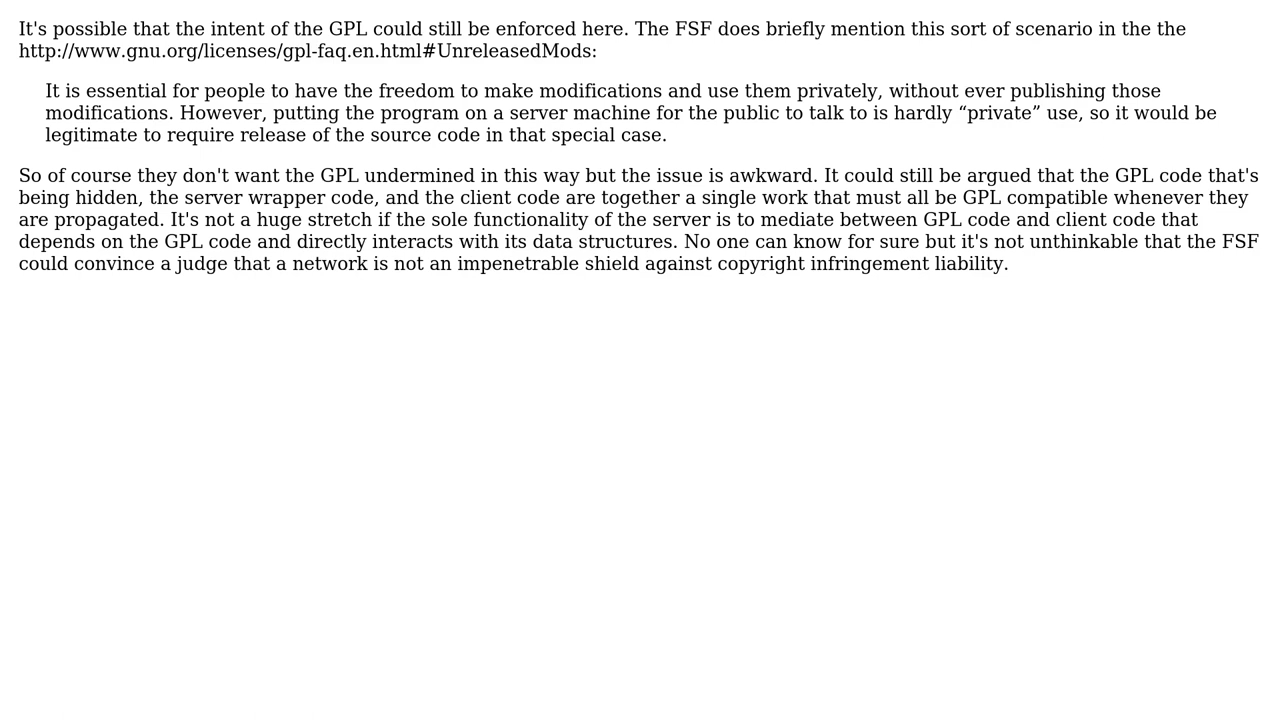 It's possible that the intent of the GPL could still be enforced here. The FSF does briefly mention this sort of scenario in the the
http://www.gnu.org/licenses/gpl-faq.en.html#UnreleasedMods:
It is essential for people to have the freedom to make modifications and use them privately, without ever publishing those
modifications. However, putting the program on a server machine for the public to talk to is hardly “private” use, so it would be
legitimate to require release of the source code in that special case.
So of course they don't want the GPL undermined in this way but the issue is awkward. It could still be argued that the GPL code that's
being hidden, the server wrapper code, and the client code are together a single work that must all be GPL compatible whenever they
are propagated. It's not a huge stretch if the sole functionality of the server is to mediate between GPL code and client code that
depends on the GPL code and directly interacts with its data structures. No one can know for sure but it's not unthinkable that the FSF
could convince a judge that a network is not an impenetrable shield against copyright infringement liability.